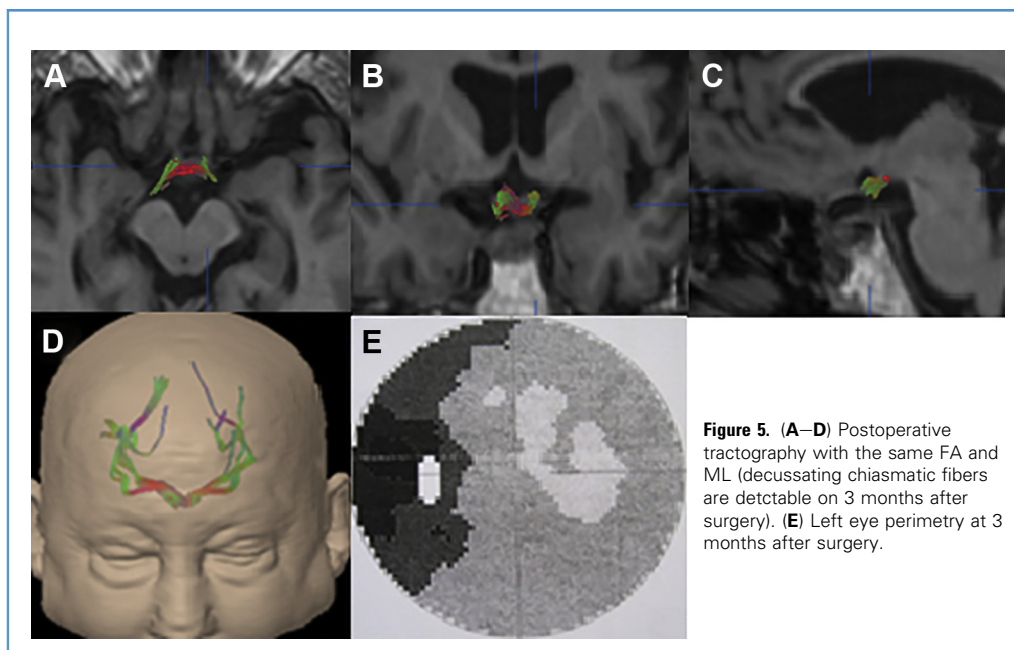 A
B
C
D
E
Figure 5. (A–D) Postoperative
tractography with the same FA and
ML (decussating chiasmatic fibers
are detctable on 3 months after
surgery). (E) Left eye perimetry at 3
months after surgery.